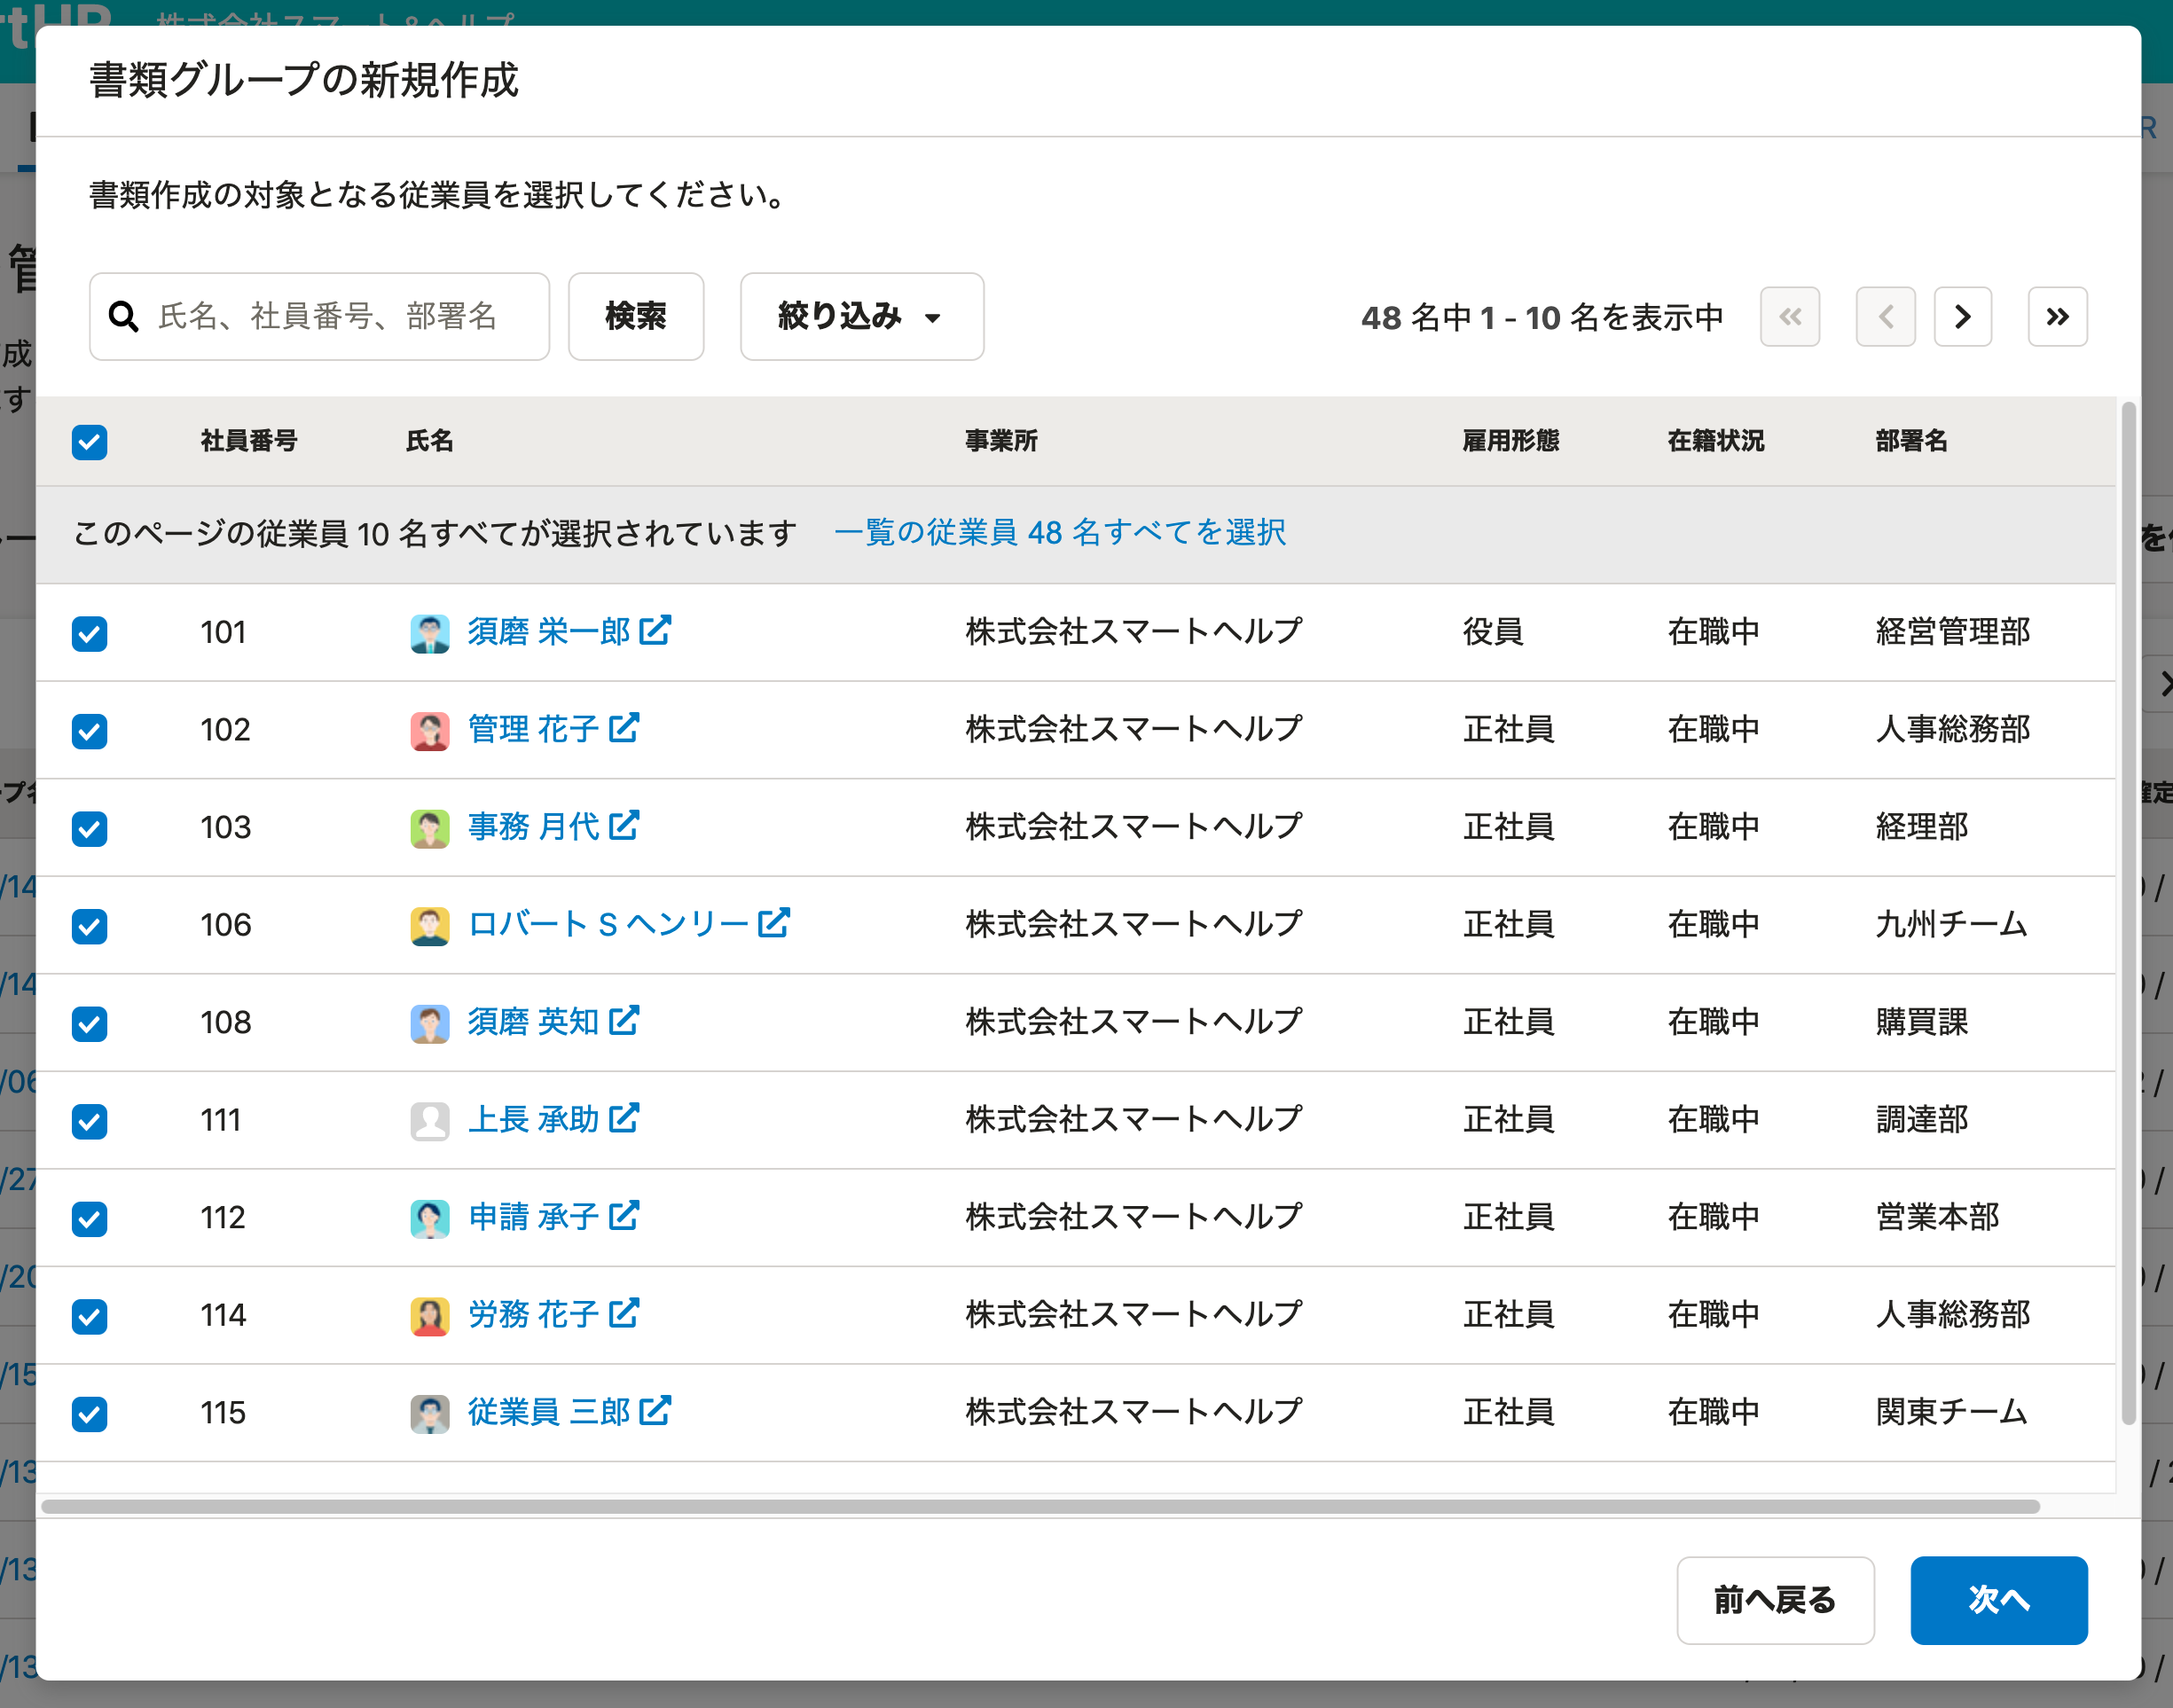 書類グループの新規作成
書類作成の対象となる従業員を選択してください。
氏名、社員番号、部署名 検索 絞り込み 48 名中 1 - 10 名を表示中
社員番号 氏名 事業所 雇用形態 在籍状況 部署名
このページの従業員 10 名すべてが選択されています 一覧の従業員 48 名すべてを選択
101 須磨 栄一郎 株式会社スマートヘルプ 役員 在職中 経営管理部
102 管理 花子 株式会社スマートヘルプ 正社員 在職中 人事総務部
103 事務 月代 株式会社スマートヘルプ 正社員 在職中 経理部
106 ロバート S ヘンリー 株式会社スマートヘルプ 正社員 在職中 九州チーム
108 須磨 英知 株式会社スマートヘルプ 正社員 在職中 購買課
111 上長 承助 株式会社スマートヘルプ 正社員 在職中 調達部
112 申請 承子 株式会社スマートヘルプ 正社員 在職中 営業本部
114 労務 花子 株式会社スマートヘルプ 正社員 在職中 人事総務部
115 従業員 三郎 株式会社スマートヘルプ 正社員 在職中 関東チーム
前へ戻る 次へ